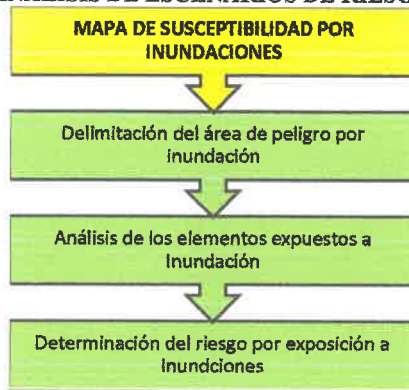 MAPA DE SUSCEPTIBILIDAD POR
INUNDACIONES
Delimitación del área de peligro por
inundación
Análisis de los elementos expuestos a
Inundación
Determinación del riesgo por exposición a
inundiciones